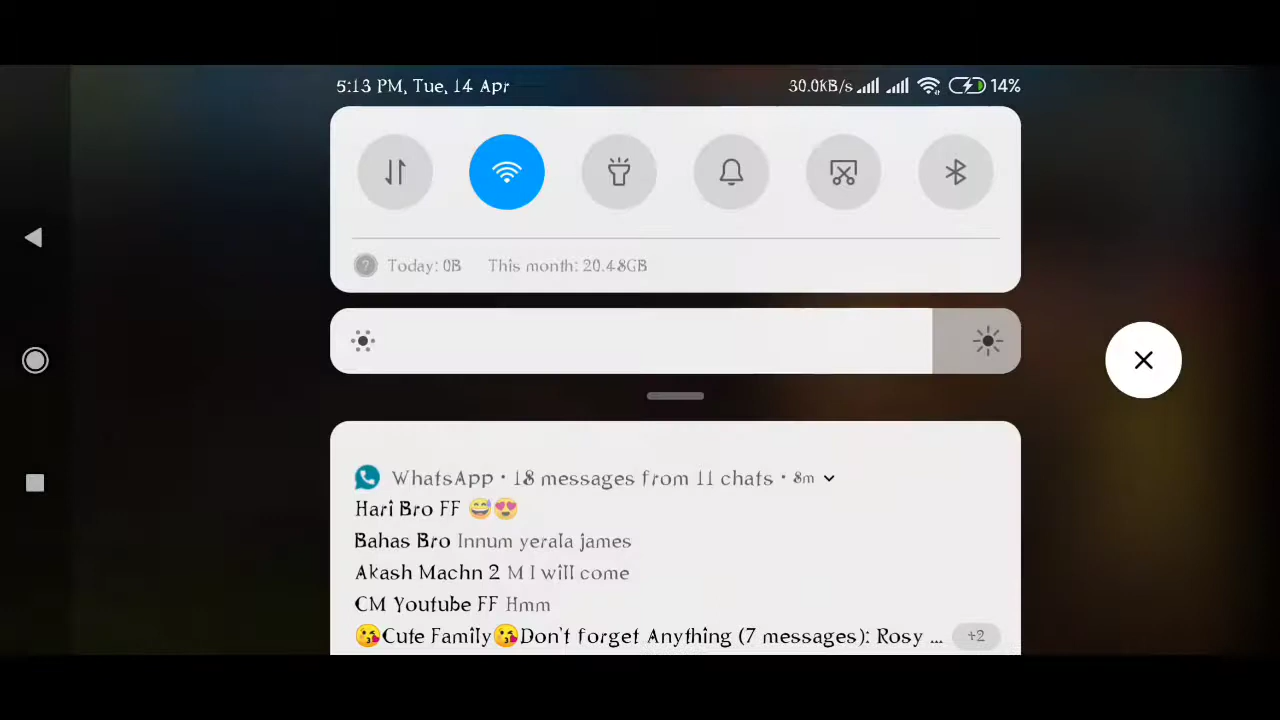 5:13 PM, Tue, 14 Apr
30.0KB/s 14%
Today: 0B This month: 20.48GB
WhatsApp • 18 messages from 11 chats • 8m
Hari Bro FF 😅😍
Bahas Bro Innum yerala james
Akash Machn 2 M I will come
CM Youtube FF Hmm
😘Cute Family😘Don't forget Anything (7 messages): Rosy ... +2